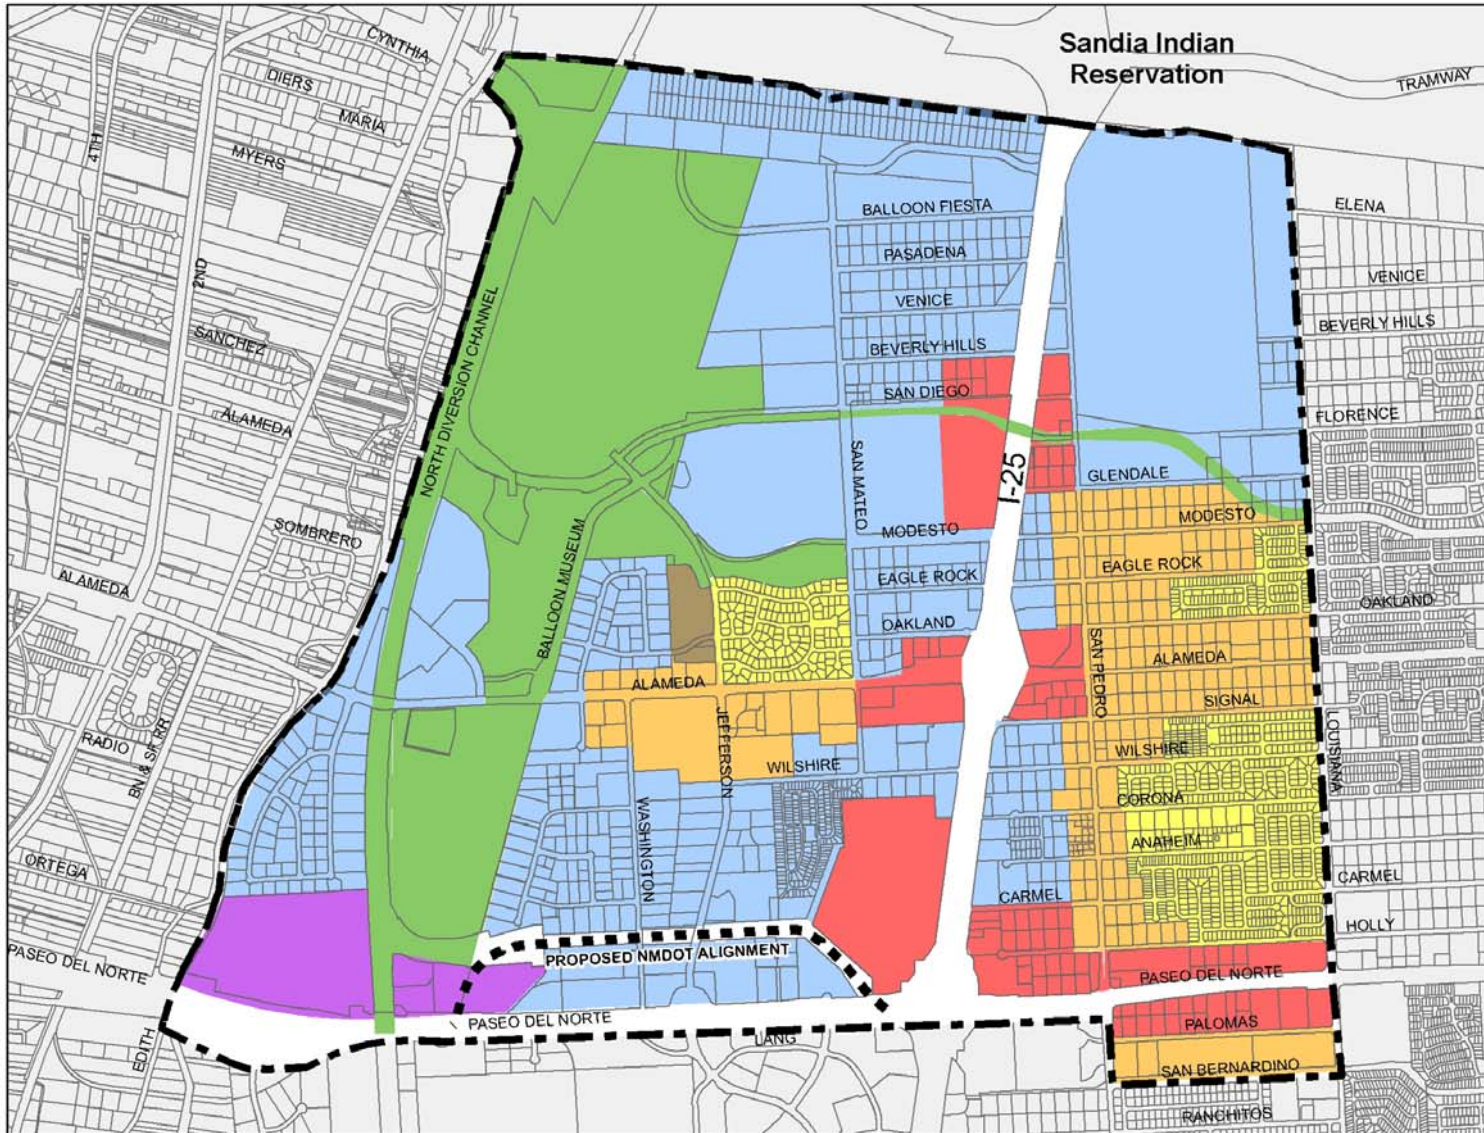 Sandia Indian
Reservation
TRAMWAY
CYNTHIA
DIERS
MARIA
4TH
MYERS
2ND
SANCHEZ
ALAMEDA
SOMBRERO
ALAMEDA
RADIO
BN & SF RR
ORTEGA
PASEO DEL NORTE
EDITH
NORTH DIVERSION CHANNEL
BALLOON MUSEUM
BALLOON FIESTA
PASADENA
VENICE
BEVERLY HILLS
SAN DIEGO
SAN MATEO
I-25
GLENDALE
MODESTO
MODESTO
EAGLE ROCK
EAGLE ROCK
OAKLAND
ALAMEDA
JEFFERSON
WILSHIRE
WASHINGTON
SAN PEDRO
ALAMEDA
SIGNAL
WILSHIRE
CORONA
ANAHEIM
CARMEL
PROPOSED NMDOT ALIGNMENT
PASEO DEL NORTE
PASEO DEL NORTE
LANG
PALOMAS
SAN BERNARDINO
RANCHITOS
ELENA
VENICE
BEVERLY HILLS
FLORENCE
OAKLAND
LOUISIANA
CARMEL
HOLLY